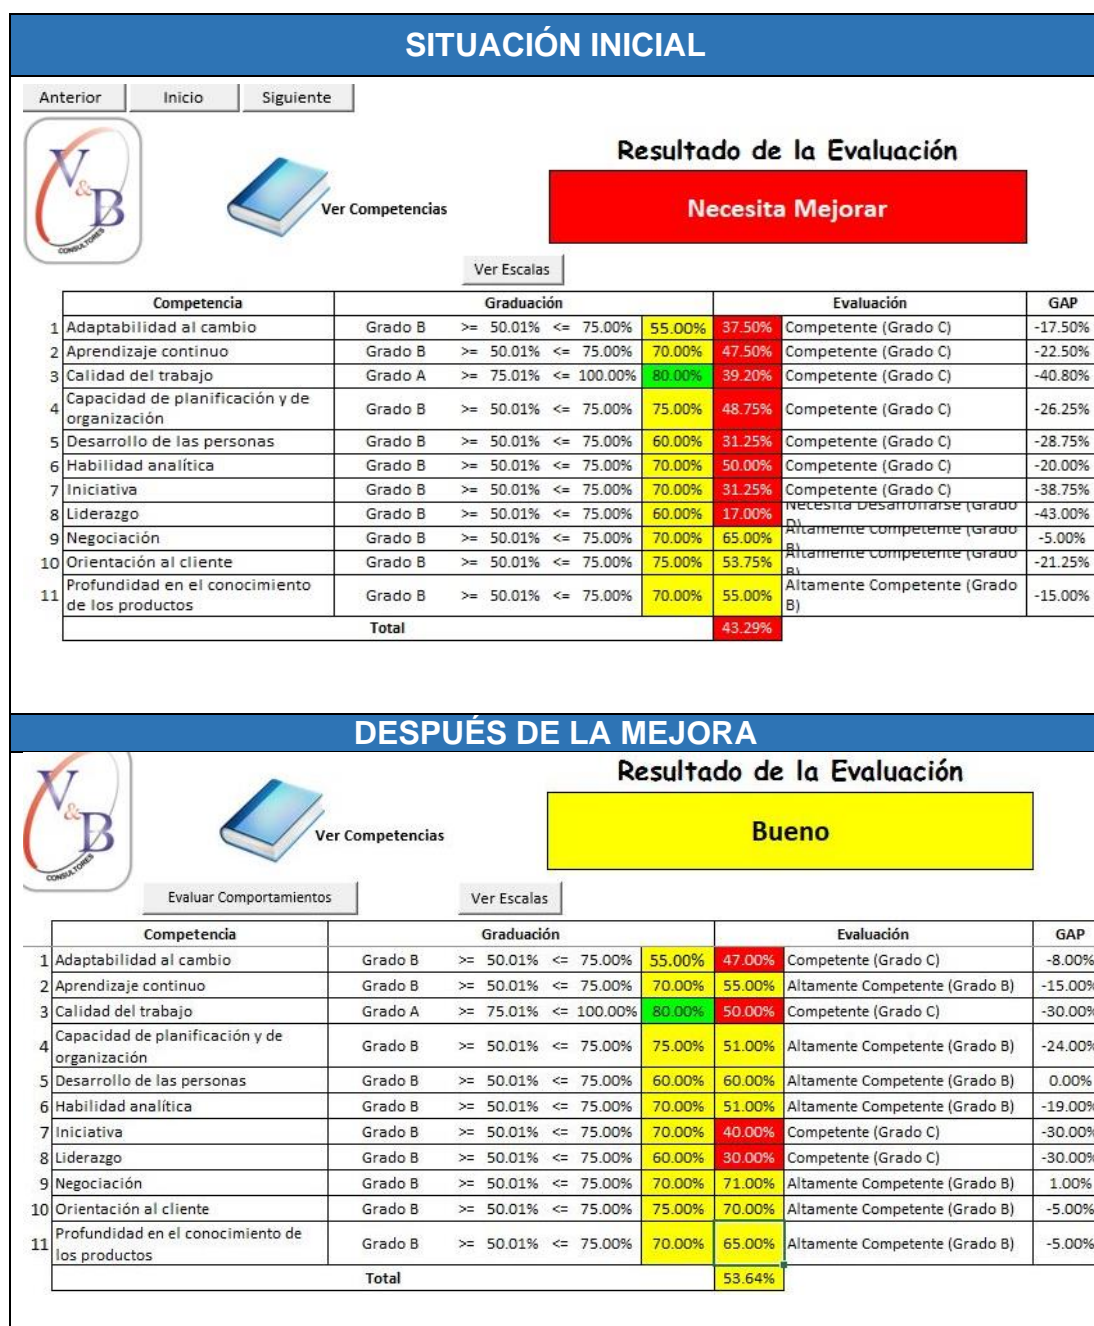 SITUACIÓN INICIAL
Anterior Inicio Siguiente
V&B
CONSULTORES
Ver Competencias
Resultado de la Evaluación
Necesita Mejorar
Ver Escalas
Competencia Graduación Evaluación GAP
1 Adaptabilidad al cambio Grado B >= 50.01% <= 75.00% 55.00% 37.50% Competente (Grado C) -17.50%
2 Aprendizaje continuo Grado B >= 50.01% <= 75.00% 70.00% 47.50% Competente (Grado C) -22.50%
3 Calidad del trabajo Grado A >= 75.01% <= 100.00% 80.00% 39.20% Competente (Grado C) -40.80%
4 Capacidad de planificación y de
organización Grado B >= 50.01% <= 75.00% 75.00% 48.75% Competente (Grado C) -26.25%
5 Desarrollo de las personas Grado B >= 50.01% <= 75.00% 60.00% 31.25% Competente (Grado C) -28.75%
6 Habilidad analítica Grado B >= 50.01% <= 75.00% 70.00% 50.00% Competente (Grado C) -20.00%
7 Iniciativa Grado B >= 50.01% <= 75.00% 70.00% 31.25% Competente (Grado C) -38.75%
8 Liderazgo Grado B >= 50.01% <= 75.00% 60.00% 17.00% Necesita Desarrollarse (Grado D) -43.00%
9 Negociación Grado B >= 50.01% <= 75.00% 70.00% 65.00% Altamente Competente (Grado B) -5.00%
10 Orientación al cliente Grado B >= 50.01% <= 75.00% 75.00% 53.75% Altamente Competente (Grado B) -21.25%
11 Profundidad en el conocimiento
de los productos Grado B >= 50.01% <= 75.00% 70.00% 55.00% Altamente Competente (Grado
B) -15.00%
Total 43.29%
DESPUÉS DE LA MEJORA
V&B
CONSULTORES
Ver Competencias
Resultado de la Evaluación
Bueno
Evaluar Comportamientos Ver Escalas
Competencia Graduación Evaluación GAP
1 Adaptabilidad al cambio Grado B >= 50.01% <= 75.00% 55.00% 47.00% Competente (Grado C) -8.00%
2 Aprendizaje continuo Grado B >= 50.01% <= 75.00% 70.00% 55.00% Altamente Competente (Grado B) -15.00%
3 Calidad del trabajo Grado A >= 75.01% <= 100.00% 80.00% 50.00% Competente (Grado C) -30.00%
4 Capacidad de planificación y de
organización Grado B >= 50.01% <= 75.00% 75.00% 51.00% Altamente Competente (Grado B) -24.00%
5 Desarrollo de las personas Grado B >= 50.01% <= 75.00% 60.00% 60.00% Altamente Competente (Grado B) 0.00%
6 Habilidad analítica Grado B >= 50.01% <= 75.00% 70.00% 51.00% Altamente Competente (Grado B) -19.00%
7 Iniciativa Grado B >= 50.01% <= 75.00% 70.00% 40.00% Competente (Grado C) -30.00%
8 Liderazgo Grado B >= 50.01% <= 75.00% 60.00% 30.00% Competente (Grado C) -30.00%
9 Negociación Grado B >= 50.01% <= 75.00% 70.00% 71.00% Altamente Competente (Grado B) 1.00%
10 Orientación al cliente Grado B >= 50.01% <= 75.00% 75.00% 70.00% Altamente Competente (Grado B) -5.00%
11 Profundidad en el conocimiento de
los productos Grado B >= 50.01% <= 75.00% 70.00% 65.00% Altamente Competente (Grado B) -5.00%
Total 53.64%